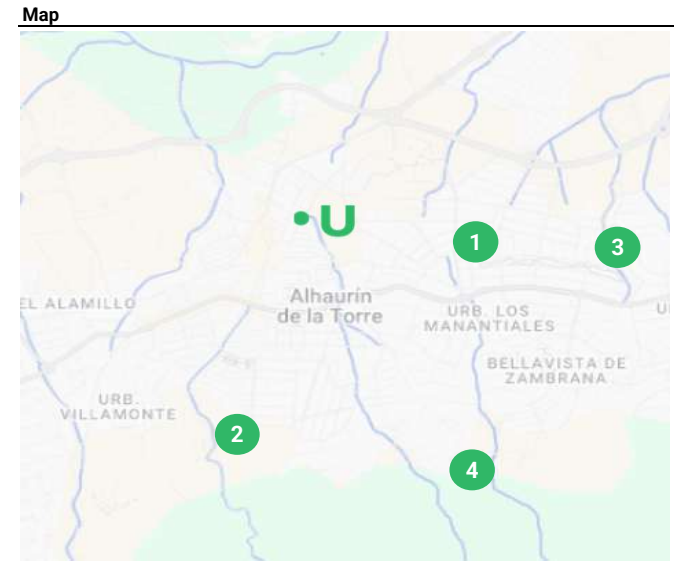 Map
U
1
3
EL ALAMILLO
Alhaurín
de la Torre
URB. LOS
MANANTIALES
U
BELLAVISTA DE
ZAMBRANA
URB.
VILLAMONTE
2
4